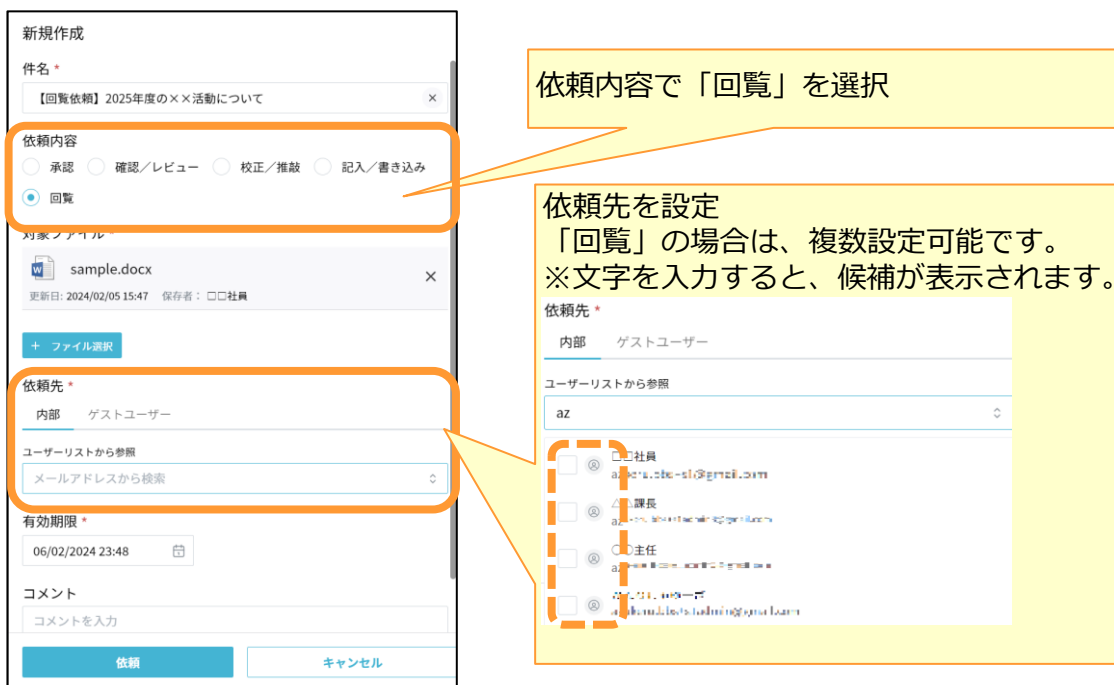 新規作成
件名 *
【回覧依頼】2025年度の××活動について ×
依頼内容
承認 確認／レビュー 校正／推敲 記入／書き込み
回覧
対象ファイル *
sample.docx ×
更新日: 2024/02/05 15:47 保存者： □□社員
+ ファイル選択
依頼先 *
内部 ゲストユーザー
ユーザーリストから参照
メールアドレスから検索
有効期限 *
06/02/2024 23:48
コメント
コメントを入力
依頼 キャンセル
依頼内容で「回覧」を選択
依頼先を設定
「回覧」の場合は、複数設定可能です。
※文字を入力すると、候補が表示されます。
依頼先 *
内部 ゲストユーザー
ユーザーリストから参照
az
□□社員
△△課長
○○主任